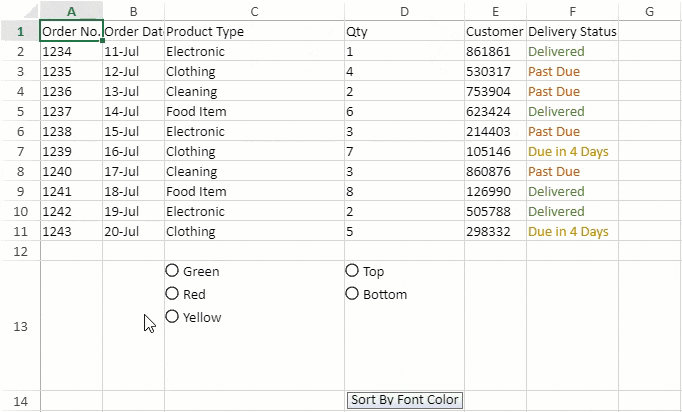 A B C D E F G
1 Order No. Order Dat Product Type Qty Customer Delivery Status
2 1234 11-Jul Electronic 1 861861 Delivered
3 1235 12-Jul Clothing 4 530317 Past Due
4 1236 13-Jul Cleaning 2 753904 Past Due
5 1237 14-Jul Food Item 6 623424 Delivered
6 1238 15-Jul Electronic 3 214403 Past Due
7 1239 16-Jul Clothing 7 105146 Due in 4 Days
8 1240 17-Jul Cleaning 3 860876 Past Due
9 1241 18-Jul Food Item 8 126990 Delivered
10 1242 19-Jul Electronic 2 505788 Delivered
11 1243 20-Jul Clothing 5 298332 Due in 4 Days
12
Green Top
Red Bottom
Yellow
13
14 Sort By Font Color